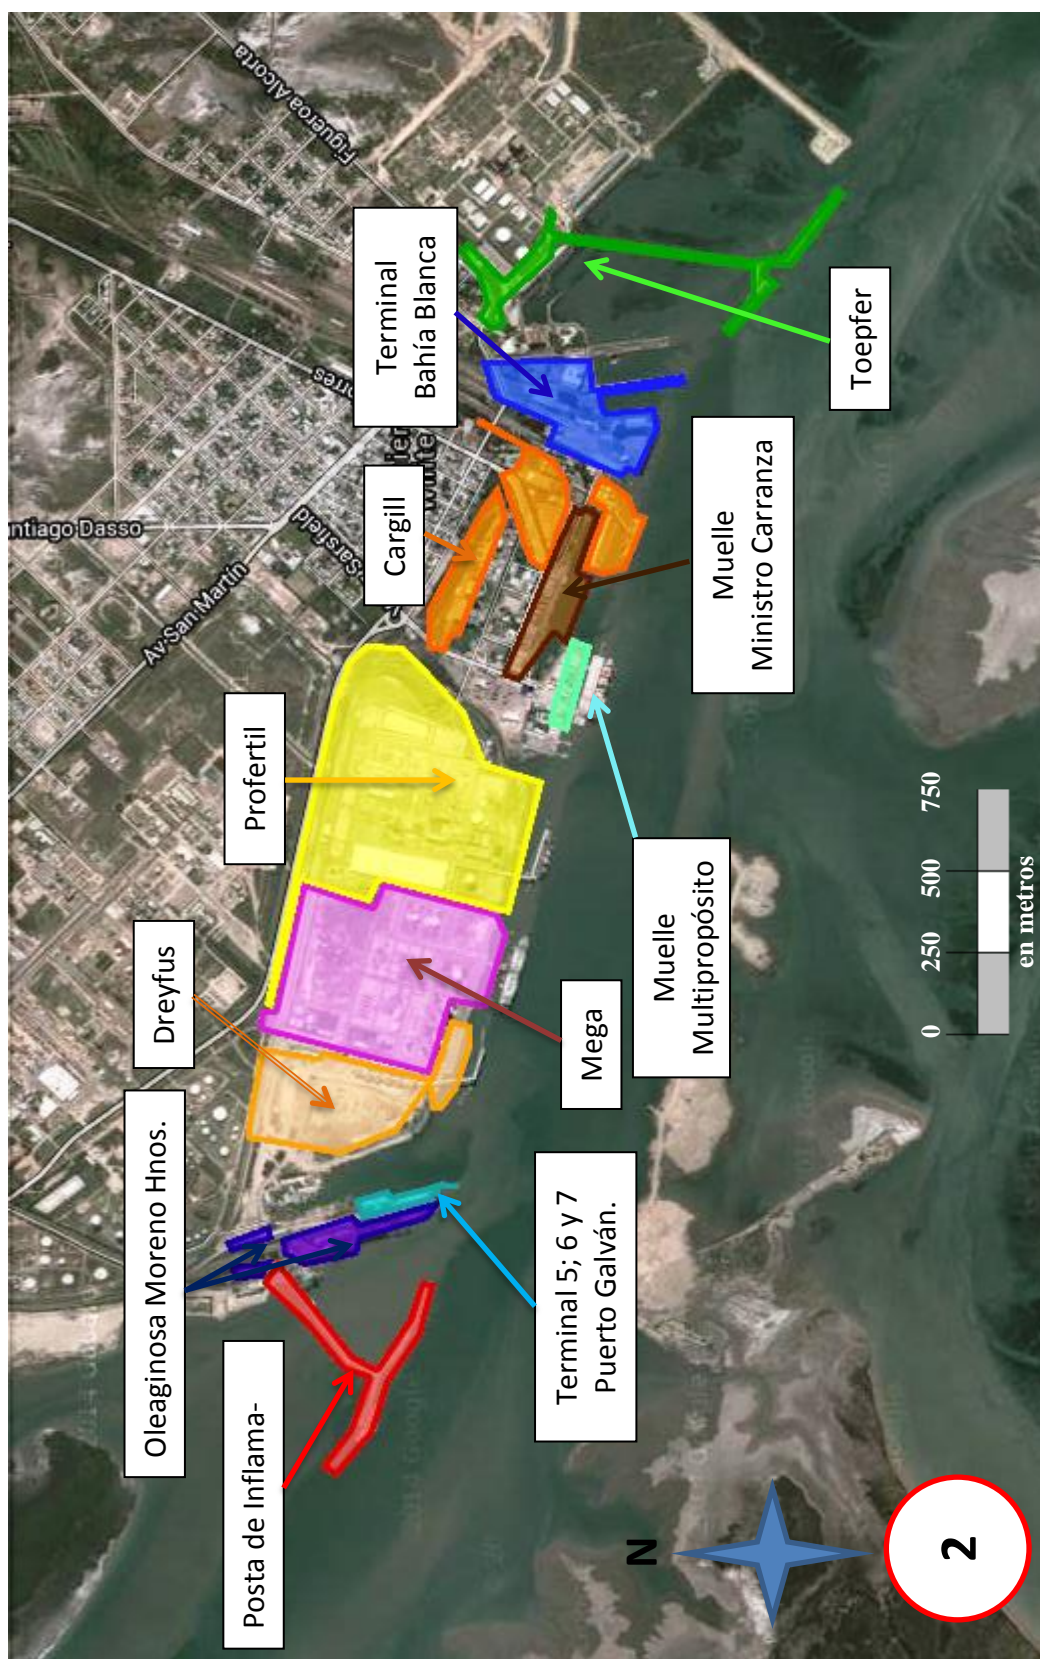 Figueroa Alcorta
Terminal
Bahía Blanca
Toepfer
Cargill
Muelle
Ministro Carranza
ntiago Dasso
Av San Martín
Sarsfield
Profertil
Muelle
Multipropósito
Dreyfus
Mega
Oleaginosa Moreno Hnos.
Terminal 5; 6 y 7
Puerto Galván.
Posta de Inflama-
0 250 500 750
en metros
N
2